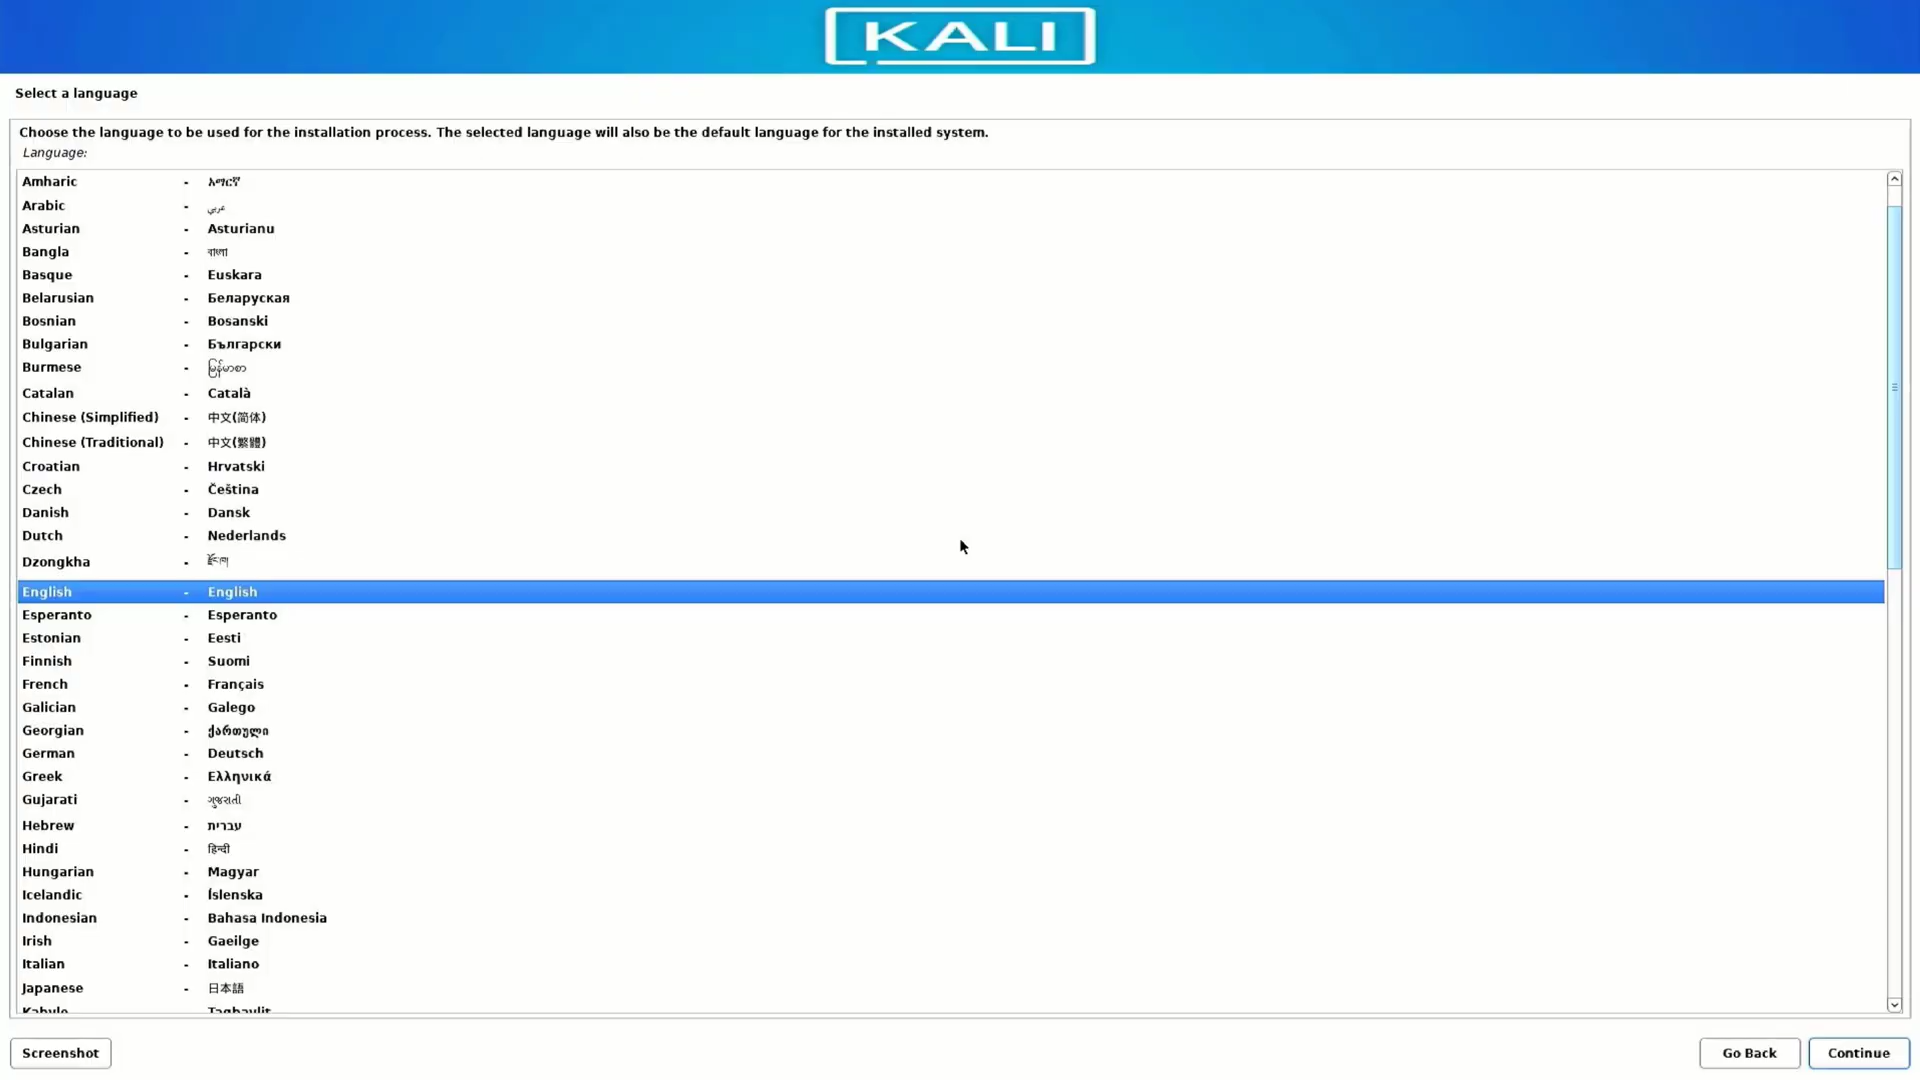 KALI
Select a language
Choose the language to be used for the installation process. The selected language will also be the default language for the installed system.
Language:
Amharic - አማርኛ
Arabic - عربي
Asturian - Asturianu
Bangla - বাংলা
Basque - Euskara
Belarusian - Беларуская
Bosnian - Bosanski
Bulgarian - Български
Burmese - မြန်မာစာ
Catalan - Català
Chinese (Simplified) - 中文(简体)
Chinese (Traditional) - 中文(繁體)
Croatian - Hrvatski
Czech - Čeština
Danish - Dansk
Dutch - Nederlands
Dzongkha - རྫོང་ཁ།
English - English
Esperanto - Esperanto
Estonian - Eesti
Finnish - Suomi
French - Français
Galician - Galego
Georgian - ქართული
German - Deutsch
Greek - Ελληνικά
Gujarati - ગુજરાતી
Hebrew - עברית
Hindi - हिन्दी
Hungarian - Magyar
Icelandic - Íslenska
Indonesian - Bahasa Indonesia
Irish - Gaeilge
Italian - Italiano
Japanese - 日本語
Kabyle Taqbaylit
Screenshot Go Back Continue